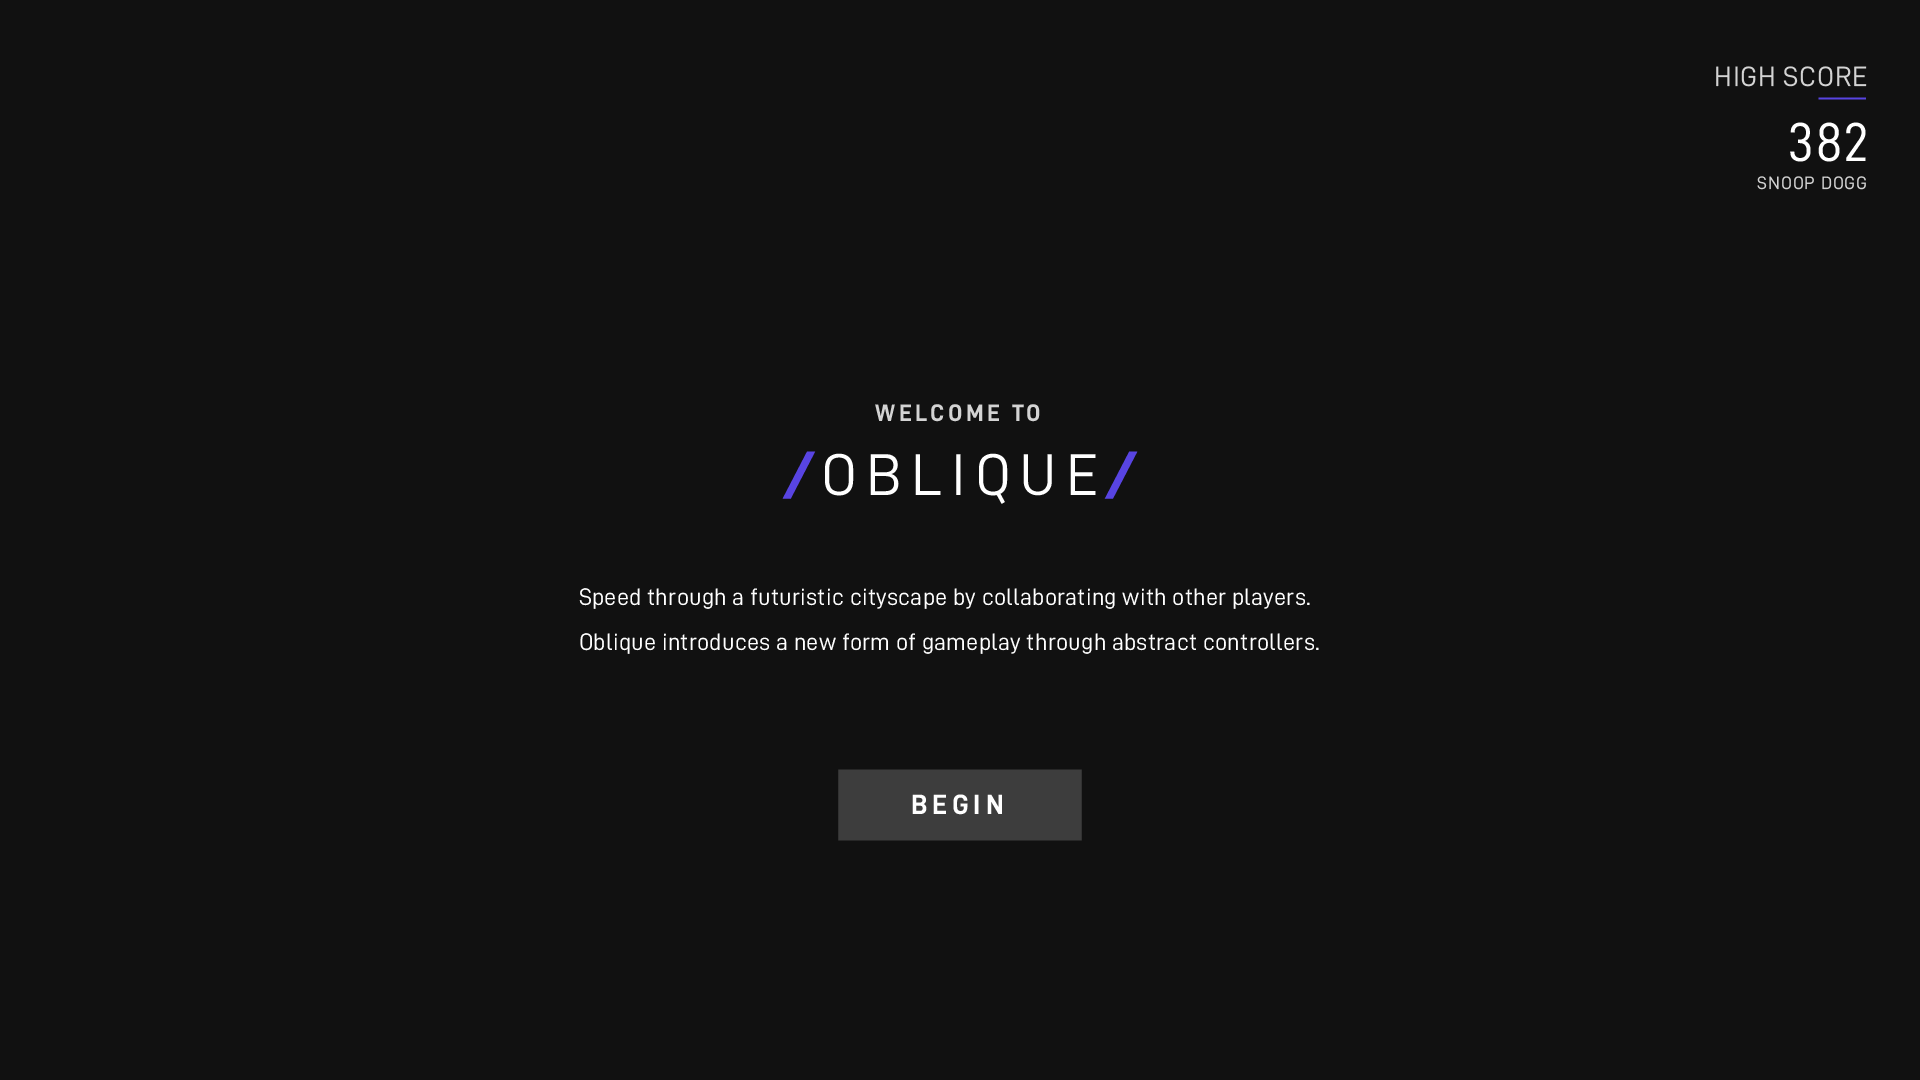 HIGH SCORE
382
SNOOP DOGG
WELCOME TO
/OBLIQUE/
Speed through a futuristic cityscape by collaborating with other players.
Oblique introduces a new form of gameplay through abstract controllers.
BEGIN